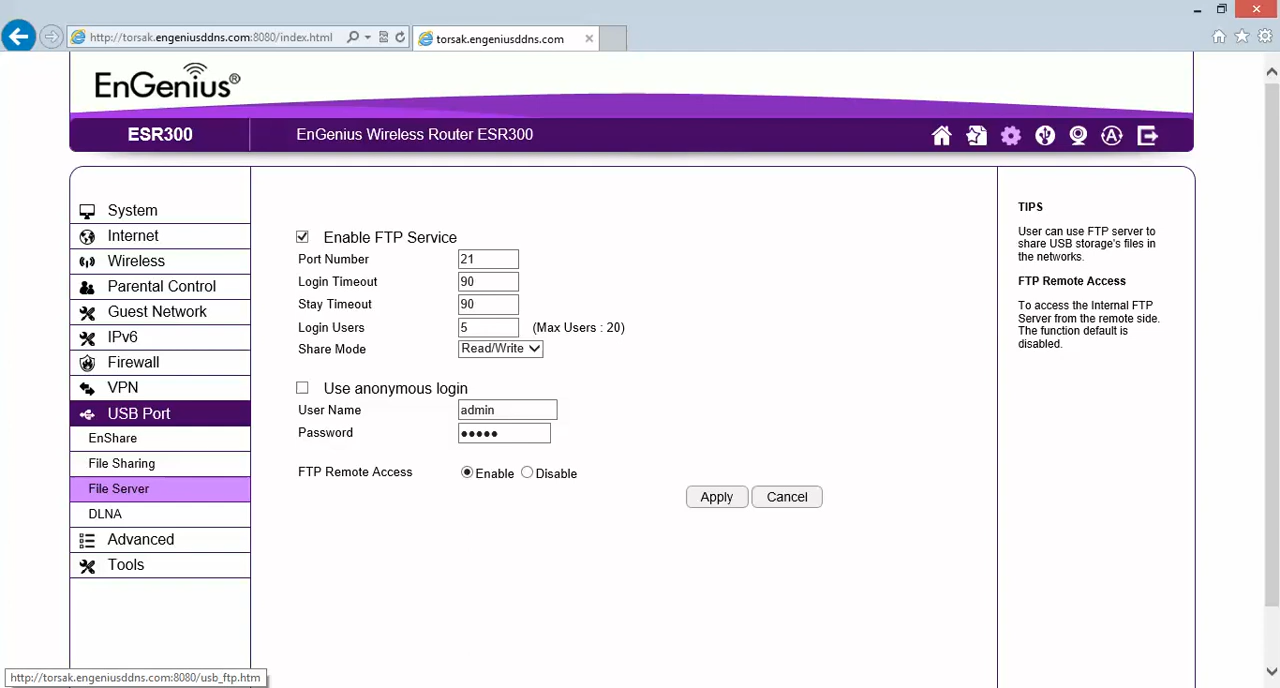 http://torsak.engeniusddns.com:8080/index.html
torsak.engeniusddns.com
EnGenius®
ESR300
EnGenius Wireless Router ESR300
System
Internet
Wireless
Parental Control
Guest Network
IPv6
Firewall
VPN
USB Port
EnShare
File Sharing
File Server
DLNA
Advanced
Tools
Enable FTP Service
Port Number 21
Login Timeout 90
Stay Timeout 90
Login Users 5 (Max Users : 20)
Share Mode Read/Write
Use anonymous login
User Name admin
Password •••••
FTP Remote Access Enable Disable
Apply Cancel
TIPS
User can use FTP server to
share USB storage's files in
the networks.
FTP Remote Access
To access the Internal FTP
Server from the remote side.
The function default is
disabled.
http://torsak.engeniusddns.com:8080/usb_ftp.htm